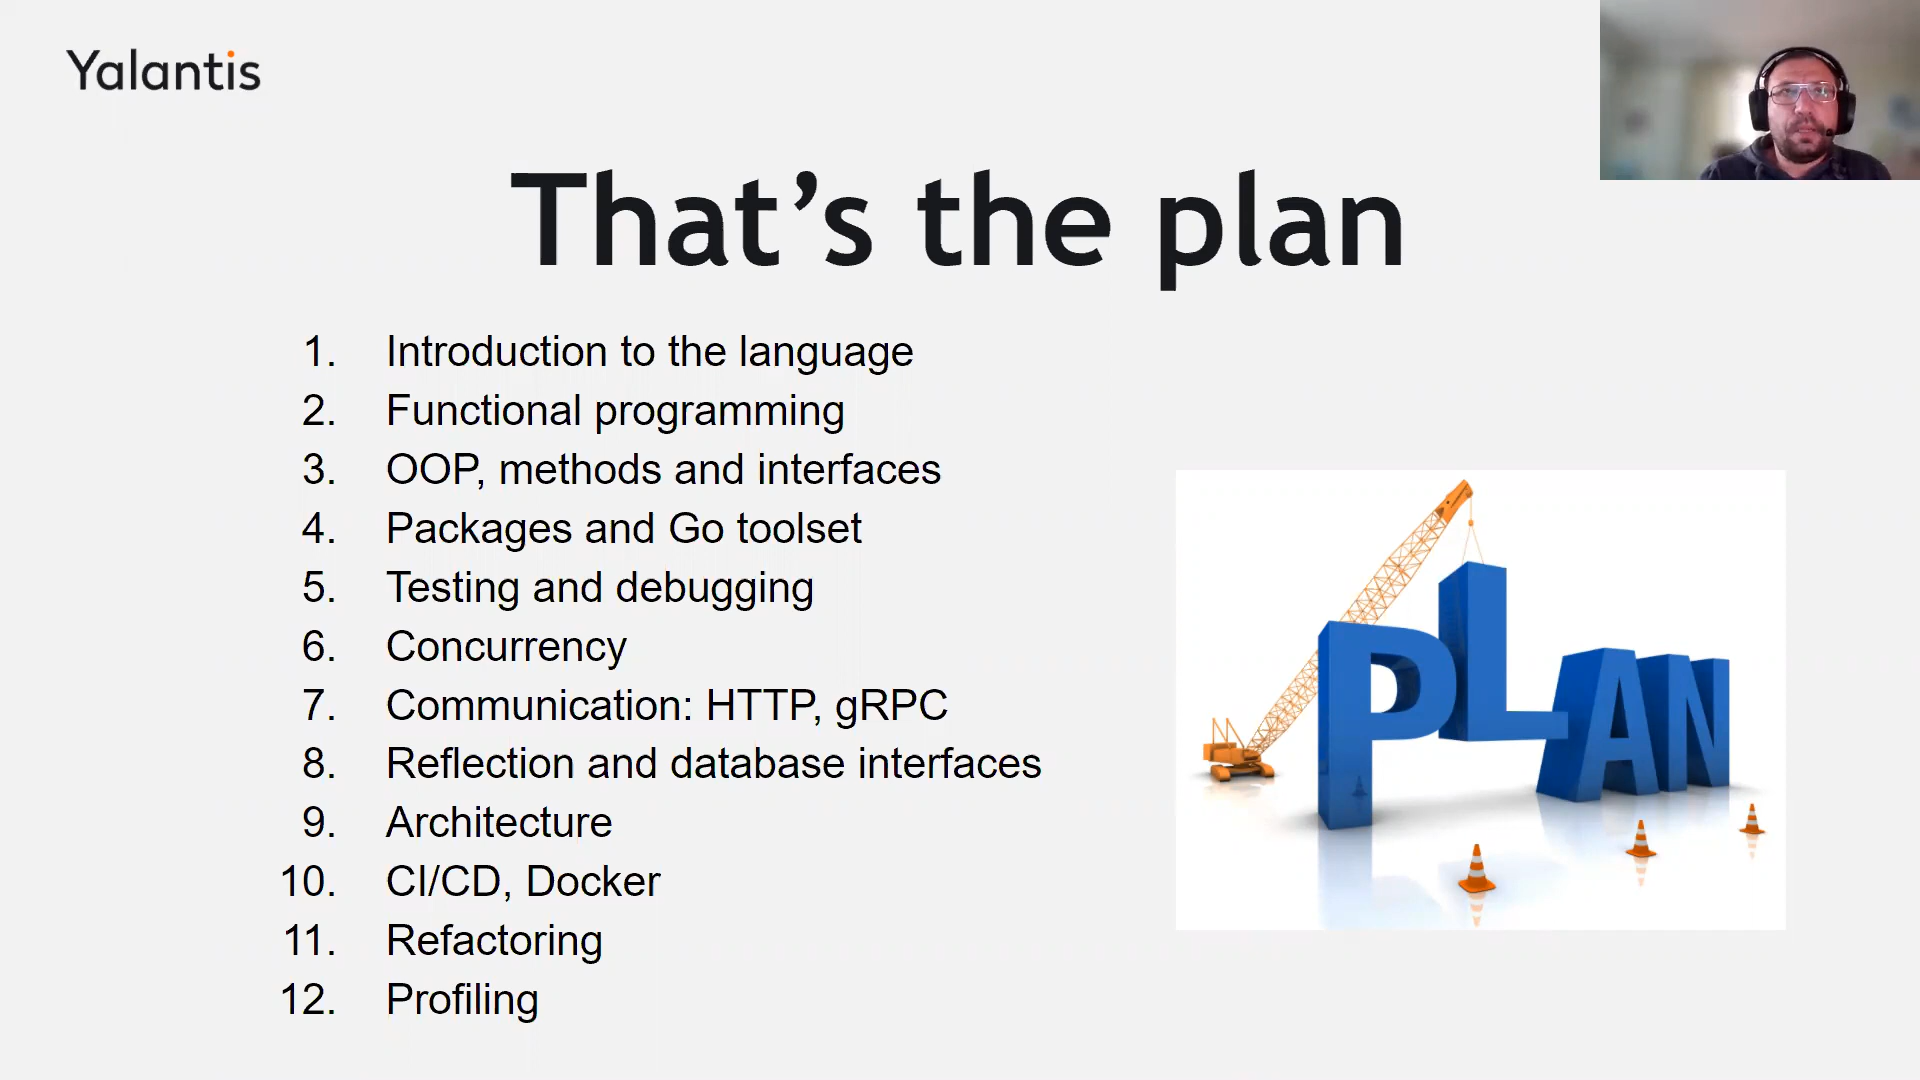 Yalantis
That’s the plan
1. Introduction to the language
2. Functional programming
3. OOP, methods and interfaces
4. Packages and Go toolset
5. Testing and debugging
6. Concurrency
7. Communication: HTTP, gRPC
8. Reflection and database interfaces
9. Architecture
10. CI/CD, Docker
11. Refactoring
12. Profiling
PLAN